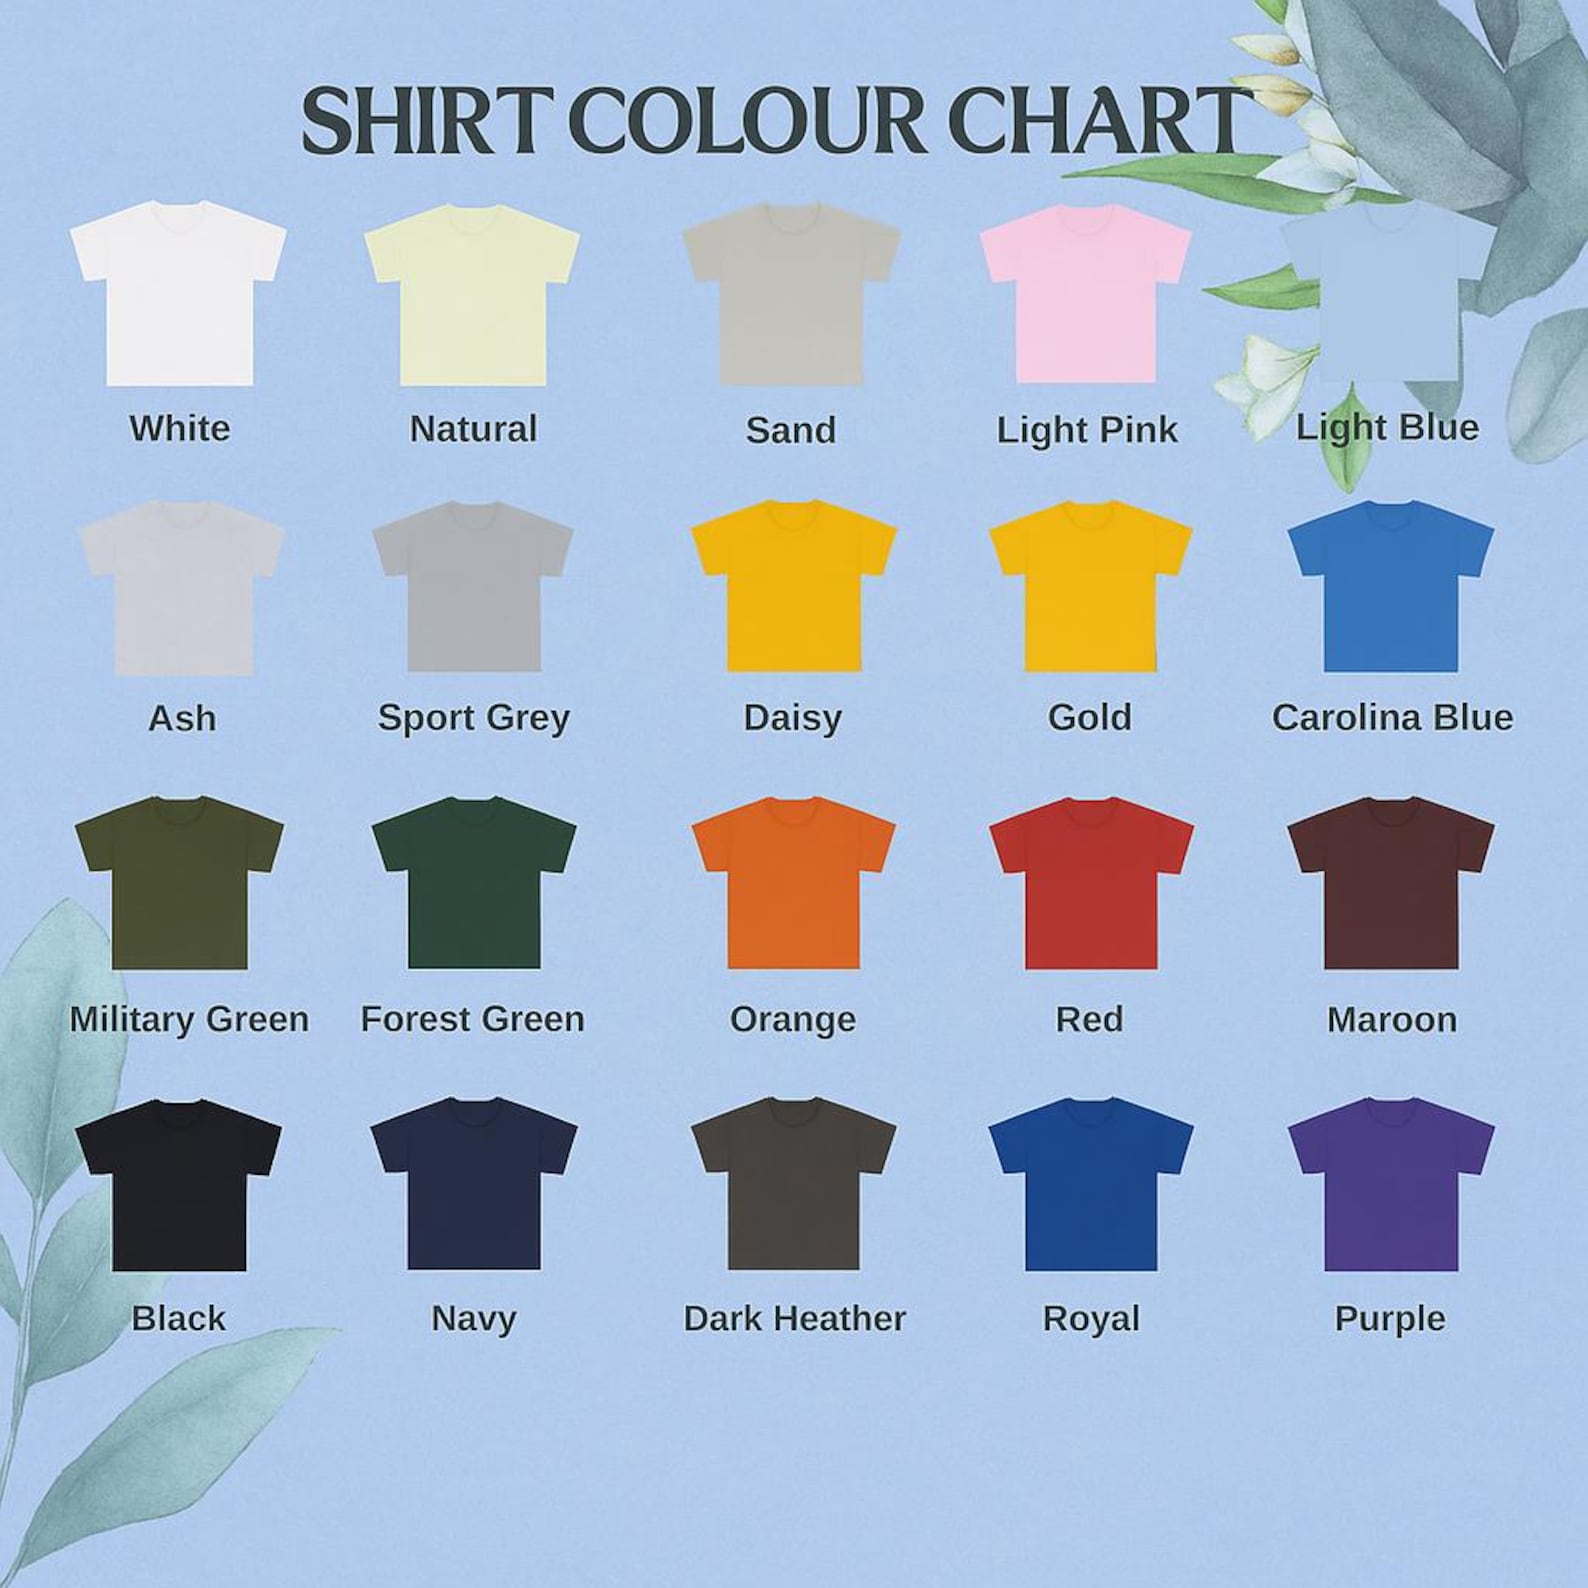 SHIRT COLOUR CHART
White Natural Sand Light Pink Light Blue
Ash Sport Grey Daisy Gold Carolina Blue
Military Green Forest Green Orange Red Maroon
Black Navy Dark Heather Royal Purple